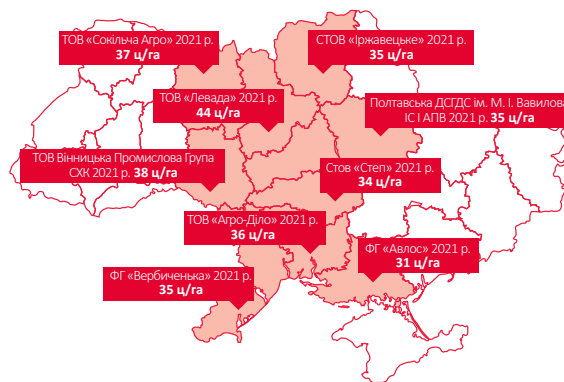 ТОВ «Сокільча Агро» 2021 р.
37 ц/га
СТОВ «Іржавецьке» 2021 р.
35 ц/га
ТОВ «Левада» 2021 р.
44 ц/га
Полтавська ДСГДС ім. М. І. Вавилова
ІС І АПВ 2021 р. 35 ц/га
ТОВ Вінницька Промислова Група
СХК 2021 р. 38 ц/га
Стов «Степ» 2021 р.
34 ц/га
ТОВ «Агро-Діло» 2021 р.
36 ц/га
ФГ «Авлос» 2021 р.
31 ц/га
ФГ «Вербиченька» 2021 р.
35 ц/га